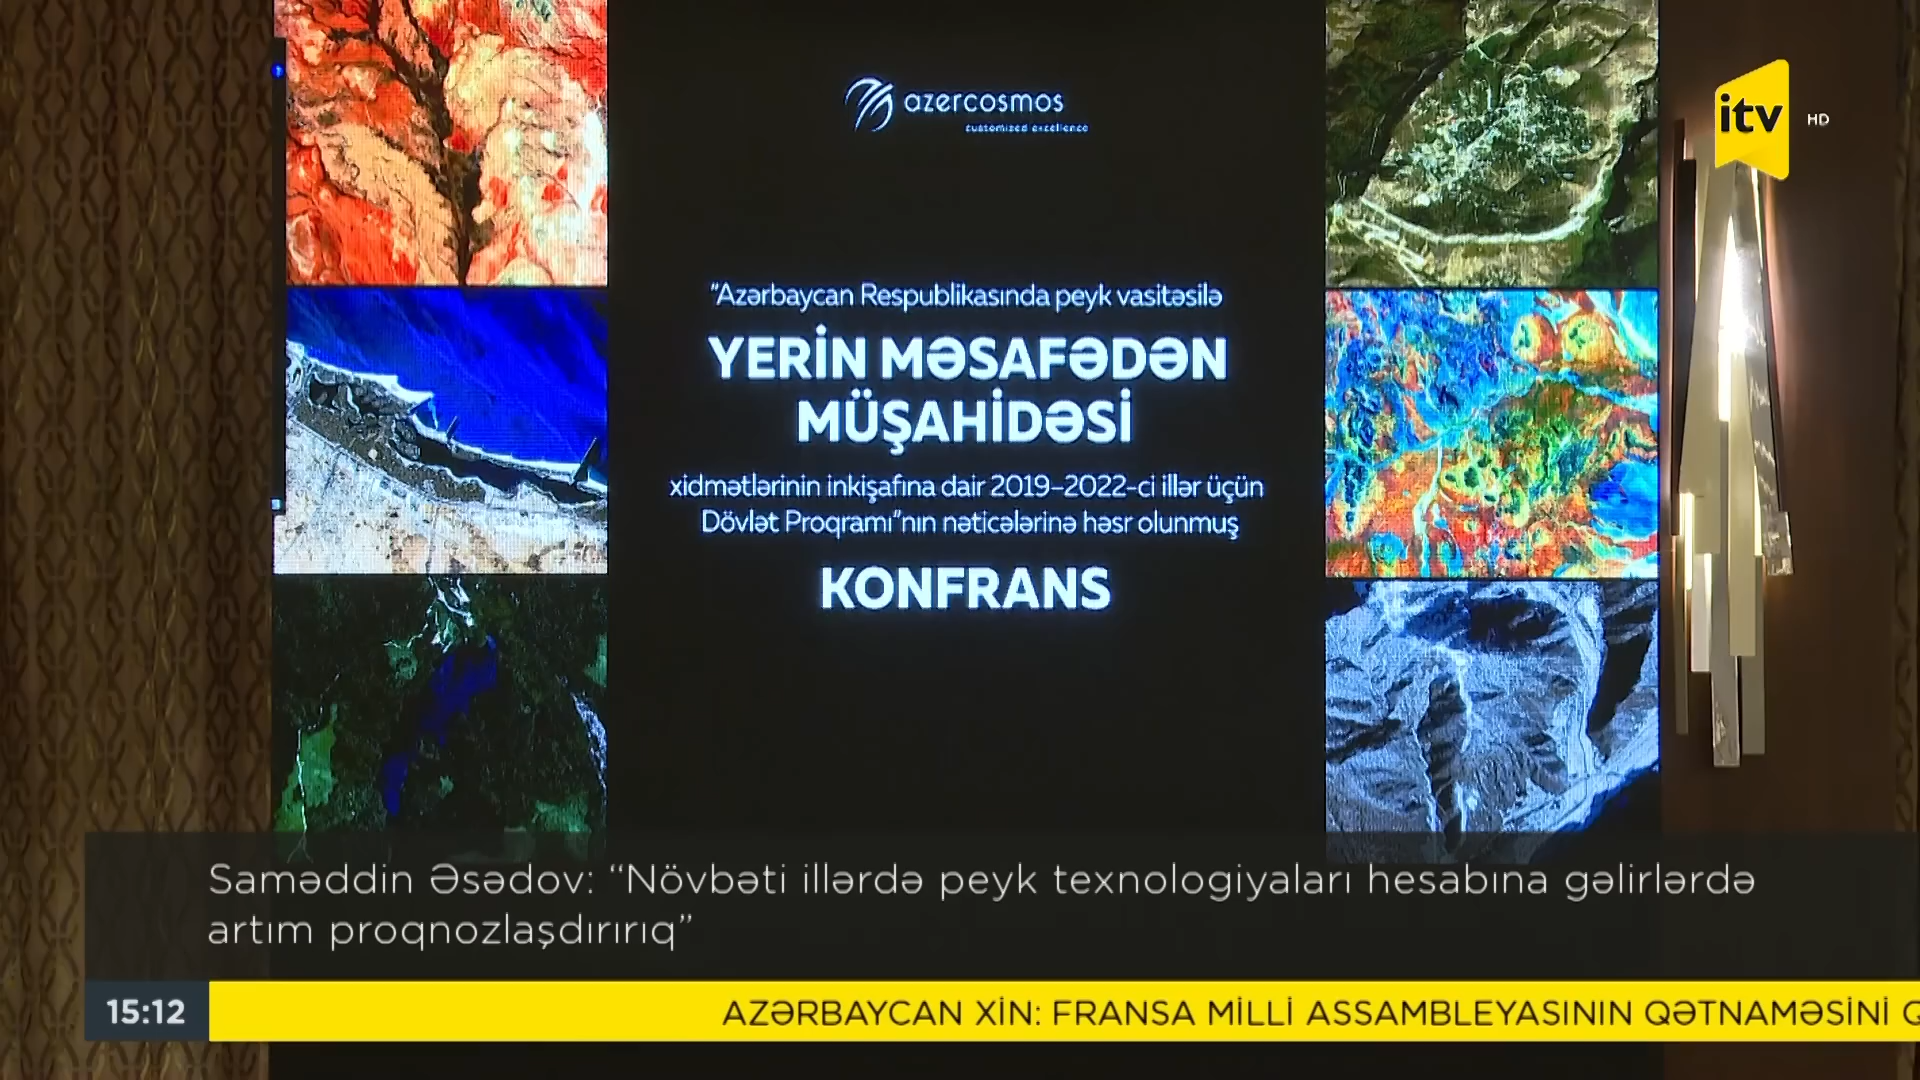 azercosmos
customized excellence
itv HD
"Azərbaycan Respublikasında peyk vasitəsilə
YERİN MƏSAFƏDƏN
MÜŞAHİDƏSİ
xidmətlərinin inkişafına dair 2019–2022-ci illər üçün
Dövlət Proqramı"nın nəticələrinə həsr olunmuş
KONFRANS
Saməddin Əsədov: "Növbəti illərdə peyk texnologiyaları hesabına gəlirlərdə
artım proqnozlaşdırırıq"
15:12
AZƏRBAYCAN XİN: FRANSA MİLLİ ASSAMBLEYASININ QƏTNAMƏSİNİ